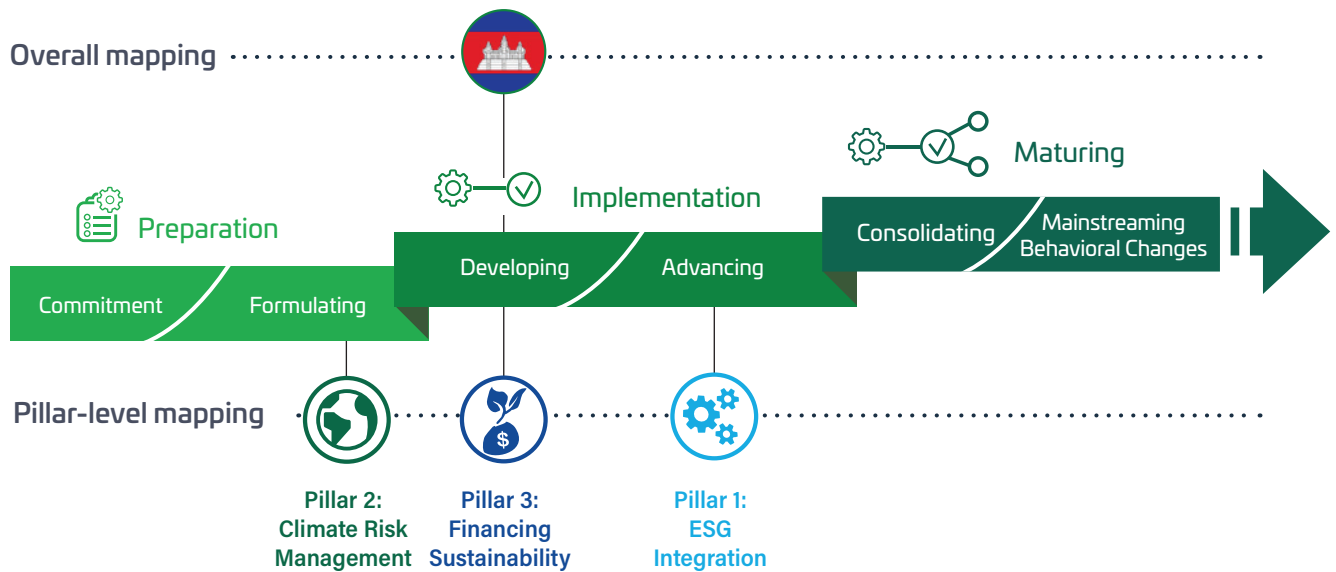 Overall mapping
Maturing
Implementation
Preparation
Consolidating
Mainstreaming
Behavioral Changes
Developing
Advancing
Commitment
Formulating
Pillar-level mapping
$
Pillar 2:
Climate Risk
Management
Pillar 3:
Financing
Sustainability
Pillar 1:
ESG
Integration